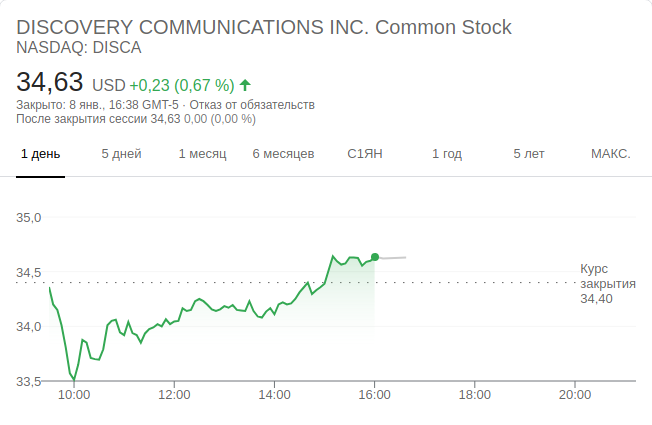 DISCOVERY COMMUNICATIONS INC. Common Stock
NASDAQ: DISCA
34,63 USD +0,23 (0,67 %)
Закрыто: 8 янв., 16:38 GMT-5 · Отказ от обязательств
После закрытия сессии 34,63 0,00 (0,00 %)
1 день 5 дней 1 месяц 6 месяцев С1ЯН 1 год 5 лет МАКС.
35,0
34,5
Курс
закрытия
34,40
34,0
33,5
10:00 12:00 14:00 16:00 18:00 20:00